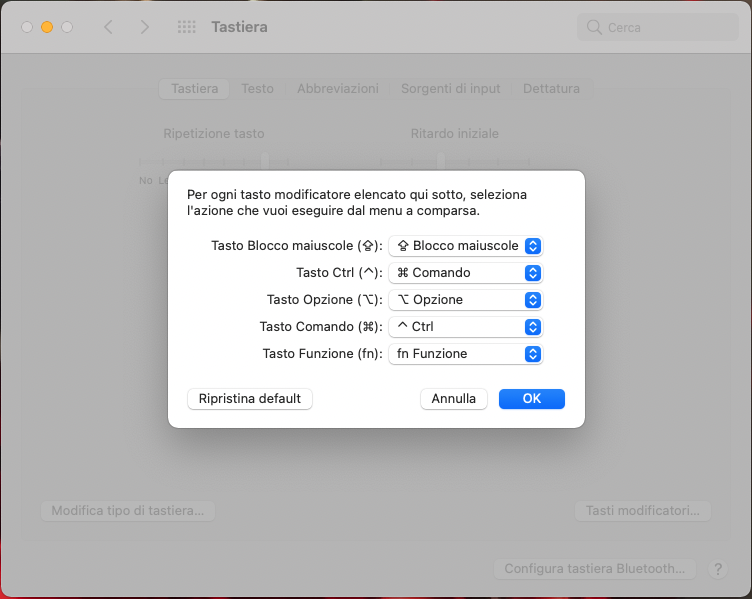 Tastiera
Cerca
Tastiera Testo Abbreviazioni Sorgenti di input Dettatura
Ripetizione tasto Ritardo iniziale
No Le
Per ogni tasto modificatore elencato qui sotto, seleziona
l'azione che vuoi eseguire dal menu a comparsa.
Tasto Blocco maiuscole (⇪): ⇪ Blocco maiuscole
Tasto Ctrl (^): ⌘ Comando
Tasto Opzione (⌥): ⌥ Opzione
Tasto Comando (⌘): ^ Ctrl
Tasto Funzione (fn): fn Funzione
Ripristina default Annulla OK
Modifica tipo di tastiera... Tasti modificatori...
Configura tastiera Bluetooth... ?